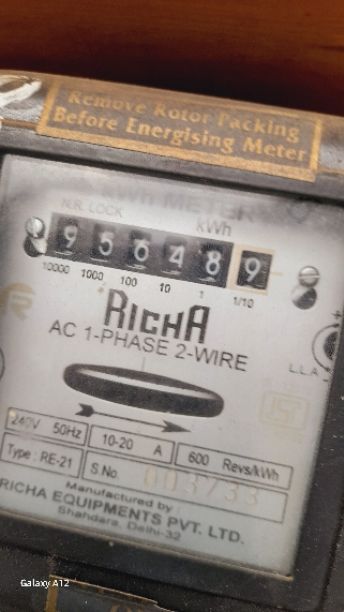 Remove Rotor Packing
Before Energising Meter
N.R. LOCK
kWh
9 5 6 4 8 9
10000 1000 100 10 1 1/10
RICHA
AC 1-PHASE 2-WIRE
L.L.A
240V 50Hz 10-20 A 600 Revs/kWh
Type : RE-21 S.No.
Manufactured by :
RICHA EQUIPMENTS PVT. LTD.
Shahdara, Delhi-32
Galaxy A12